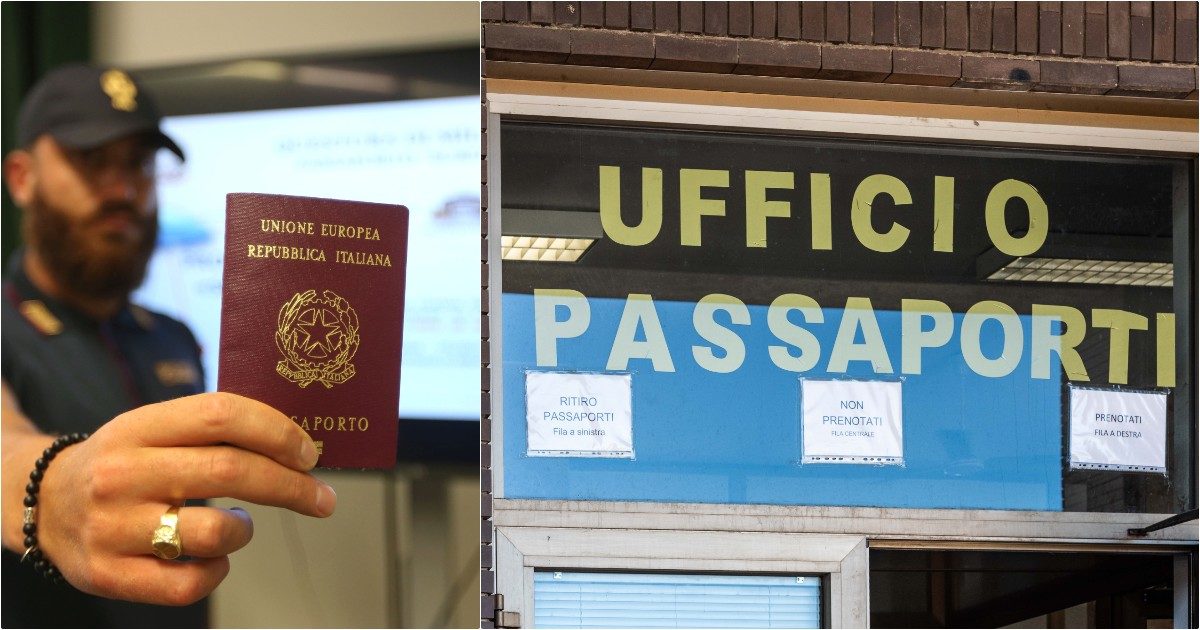 UNIONE EUROPEA
REPUBBLICA ITALIANA
REPUBBLICA ITALIANA
UFFICIO
PASSAPORTI
RITIRO
PASSAPORTI
Fila a sinistra
NON
PRENOTATI
FILA CENTRALE
PRENOTATI
FILA A DESTRA